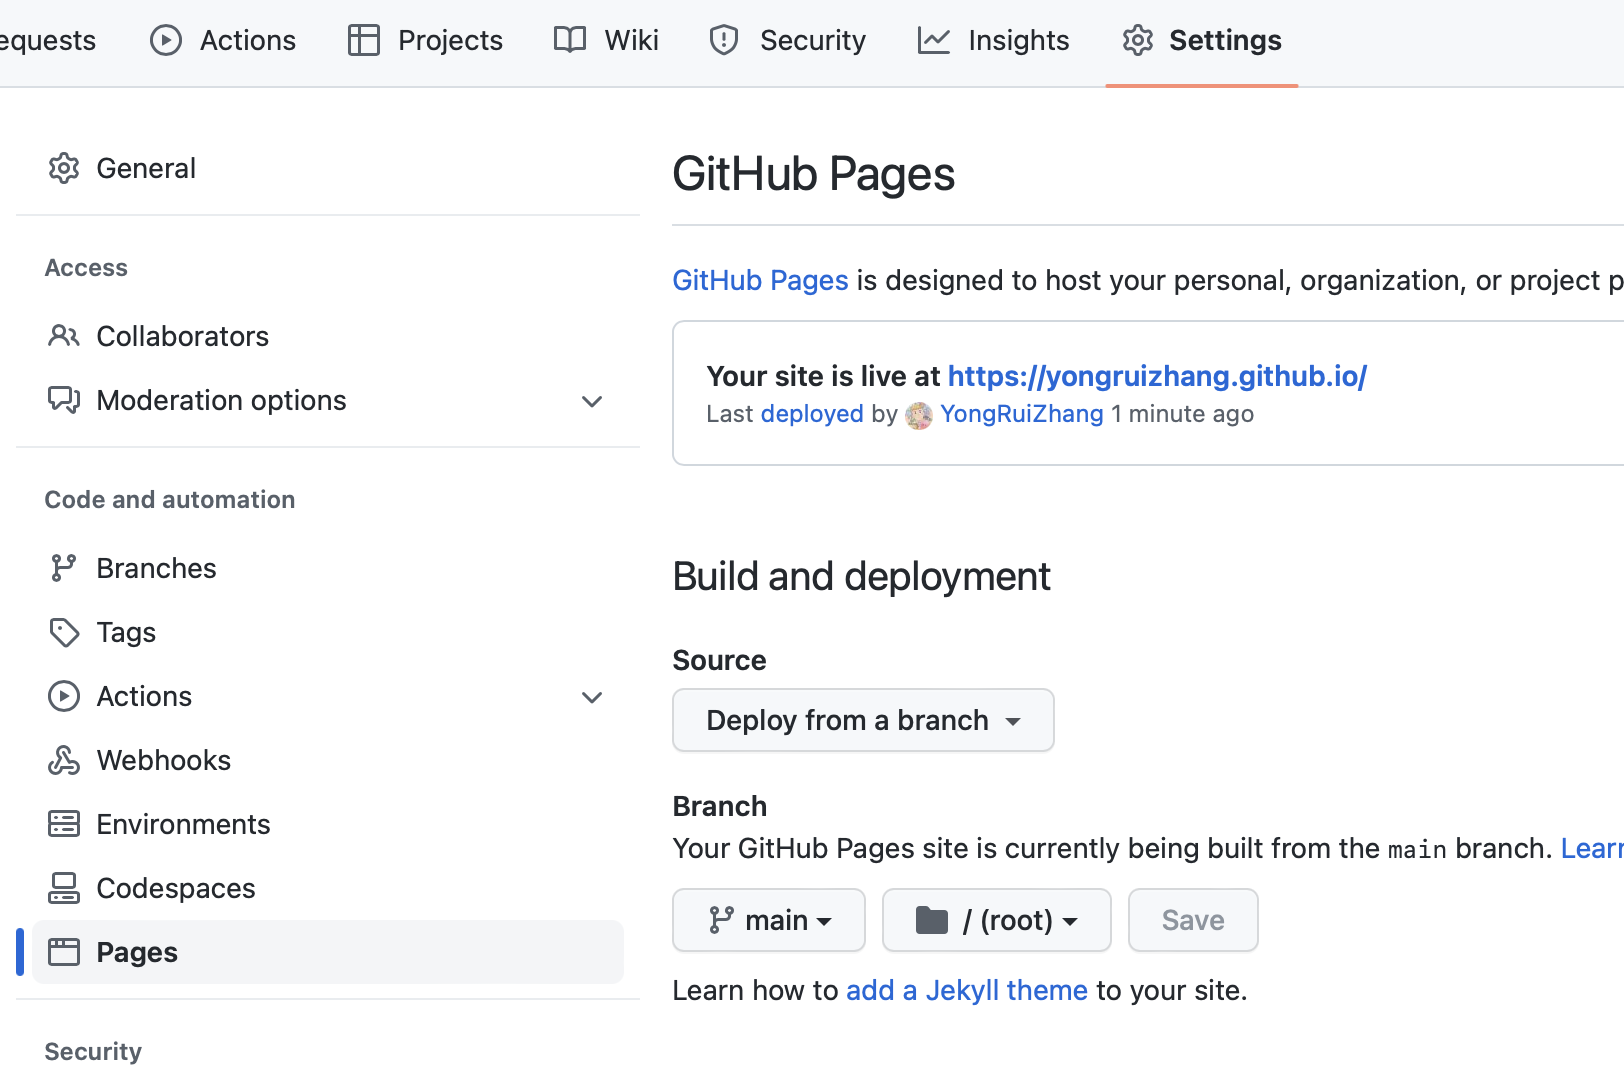 equests Actions Projects Wiki Security Insights Settings
General
Access
Collaborators
Moderation options
Code and automation
Branches
Tags
Actions
Webhooks
Environments
Codespaces
Pages
Security
GitHub Pages
GitHub Pages is designed to host your personal, organization, or project p
Your site is live at https://yongruizhang.github.io/
Last deployed by YongRuiZhang 1 minute ago
Build and deployment
Source
Deploy from a branch
Branch
Your GitHub Pages site is currently being built from the main branch. Learn
main / (root) Save
Learn how to add a Jekyll theme to your site.